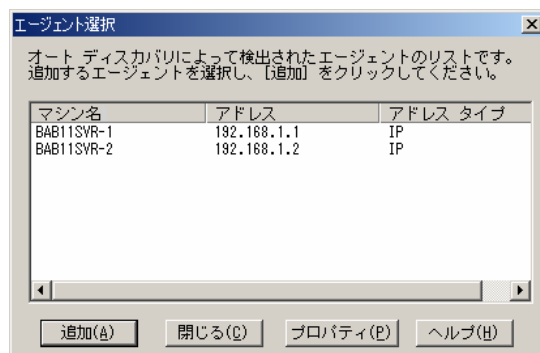 エージェント選択
オート ディスカバリによって検出されたエージェントのリストです。
追加するエージェントを選択し、[追加] をクリックしてください。
マシン名 アドレス アドレス タイプ
BAB11SVR-1 192.168.1.1 IP
BAB11SVR-2 192.168.1.2 IP
追加(A) 閉じる(C) プロパティ(P) ヘルプ(H)